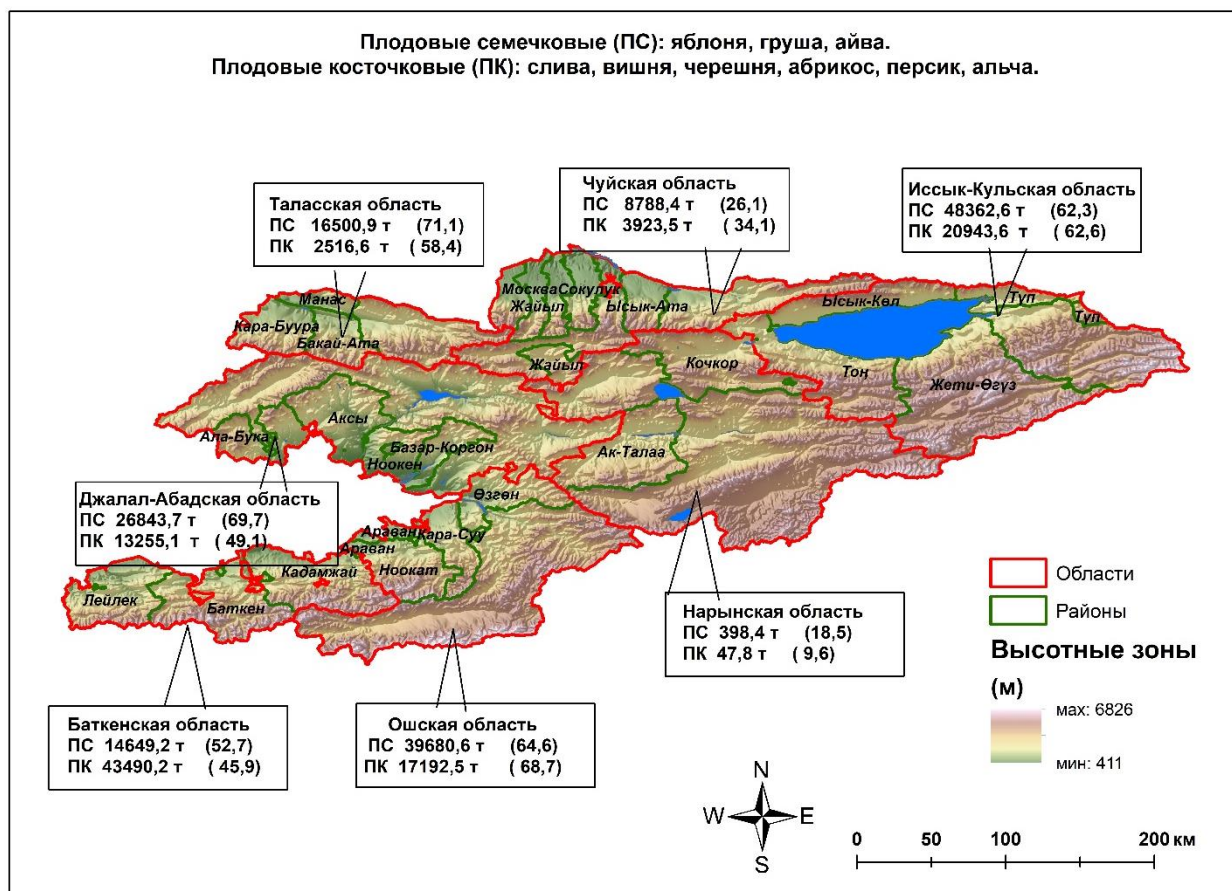 Плодовые семечковые (ПС): яблоня, груша, айва.
Плодовые косточковые (ПК): слива, вишня, черешня, абрикос, персик, альча.
Таласская область
ПС 16500,9 т (71,1)
ПК 2516,6 т ( 58,4)
Чуйская область
ПС 8788,4 т (26,1)
ПК 3923,5 т ( 34,1)
Иссык-Кульская область
ПС 48362,6 т (62,3)
ПК 20943,6 т ( 62,6)
Манас
Кара-Буура
Бакай-Ата
Москва
Сокулук
Жайыл
Ысык-Ата
Ысык-Көл
Түп
Түп
Жайыл
Кочкор
Тоң
Жети-Өгүз
Аксы
Ала-Бука
Базар-Коргон
Ноокен
Ак-Талаа
Өзгөн
Джалал-Абадская область
ПС 26843,7 т (69,7)
ПК 13255,1 т ( 49,1)
Араван
Кара-Суу
Араван
Кадамжай
Ноокат
Лейлек
Баткен
Нарынская область
ПС 398,4 т (18,5)
ПК 47,8 т ( 9,6)
Баткенская область
ПС 14649,2 т (52,7)
ПК 43490,2 т ( 45,9)
Ошская область
ПС 39680,6 т (64,6)
ПК 17192,5 т ( 68,7)
Области
Районы
Высотные зоны
(м)
мах: 6826
мин: 411
N
W E
S
0 50 100 200 км